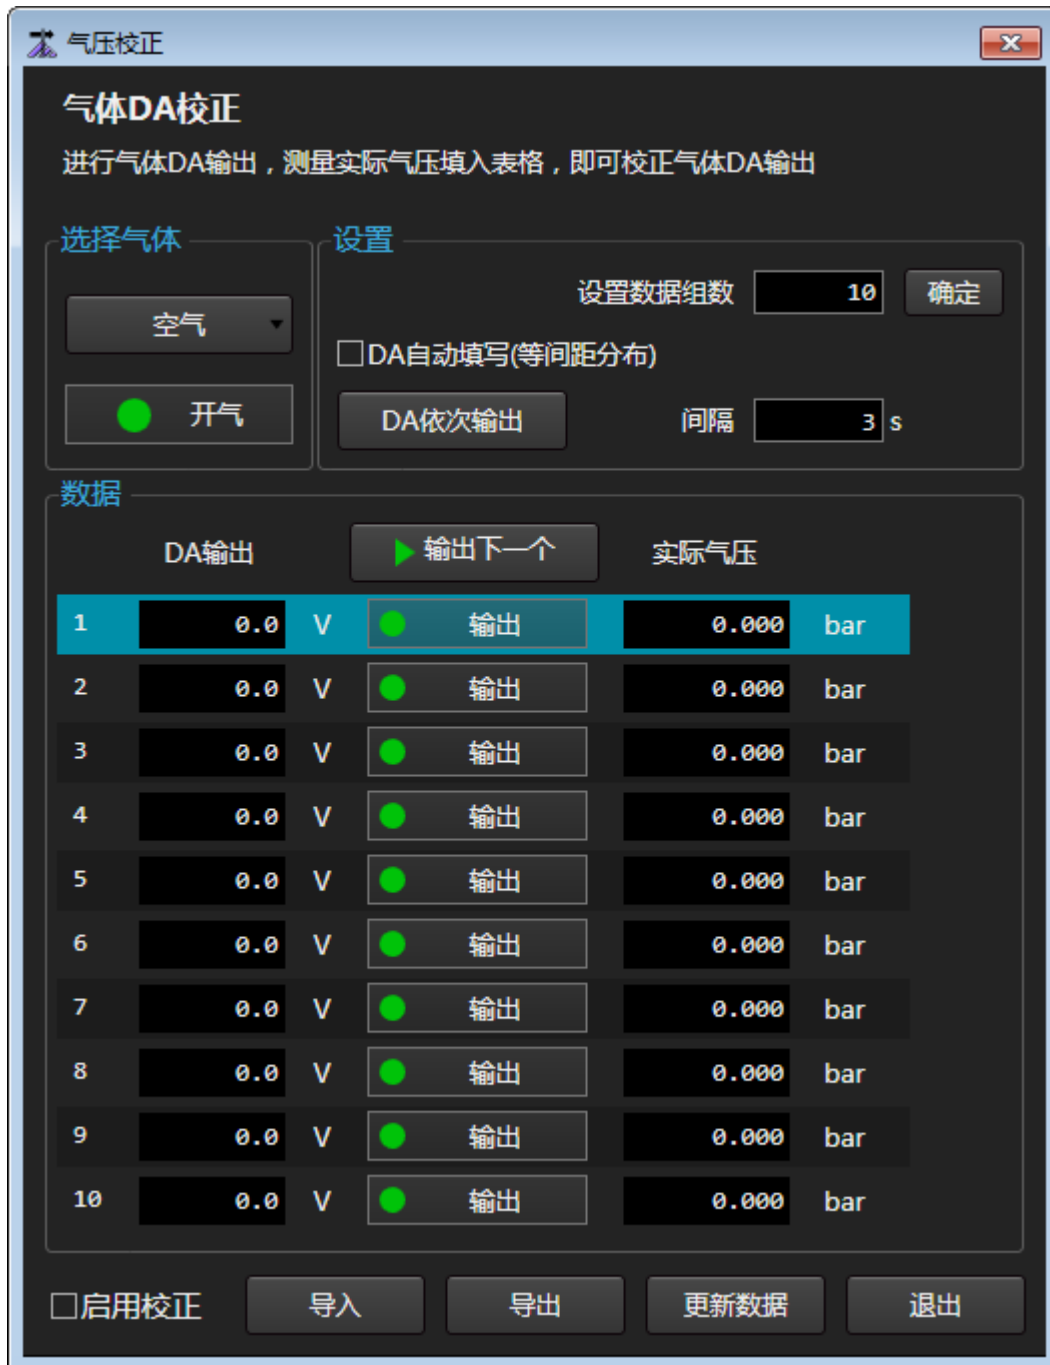 气压校正
气体DA校正
进行气体DA输出，测量实际气压填入表格，即可校正气体DA输出
选择气体
设置
设置数据组数 10 确定
空气
DA自动填写(等间距分布)
开气
DA依次输出 间隔 3 s
数据
DA输出 输出下一个 实际气压
1 0.0 V 输出 0.000 bar
2 0.0 V 输出 0.000 bar
3 0.0 V 输出 0.000 bar
4 0.0 V 输出 0.000 bar
5 0.0 V 输出 0.000 bar
6 0.0 V 输出 0.000 bar
7 0.0 V 输出 0.000 bar
8 0.0 V 输出 0.000 bar
9 0.0 V 输出 0.000 bar
10 0.0 V 输出 0.000 bar
启用校正 导入 导出 更新数据 退出